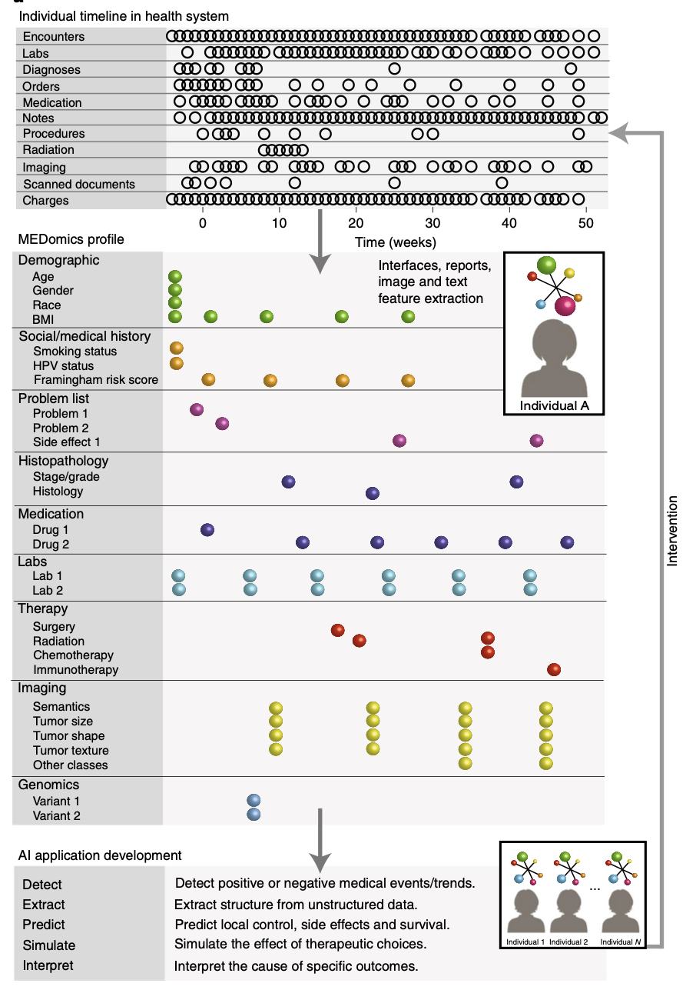 Individual timeline in health system
Encounters
Labs
Diagnoses
Orders
Medication
Notes
Procedures
Radiation
Imaging
Scanned documents
Charges
0 10 20 30 40 50
Time (weeks)
MEDomics profile
Demographic
Age
Gender
Race
BMI
Interfaces, reports,
image and text
feature extraction
Individual A
Social/medical history
Smoking status
HPV status
Framingham risk score
Problem list
Problem 1
Problem 2
Side effect 1
Histopathology
Stage/grade
Histology
Medication
Drug 1
Drug 2
Labs
Lab 1
Lab 2
Therapy
Surgery
Radiation
Chemotherapy
Immunotherapy
Imaging
Semantics
Tumor size
Tumor shape
Tumor texture
Other classes
Genomics
Variant 1
Variant 2
Intervention
AI application development
Detect Detect positive or negative medical events/trends.
Extract Extract structure from unstructured data.
Predict Predict local control, side effects and survival.
Simulate Simulate the effect of therapeutic choices.
Interpret Interpret the cause of specific outcomes.
...
Individual 1 Individual 2 Individual N